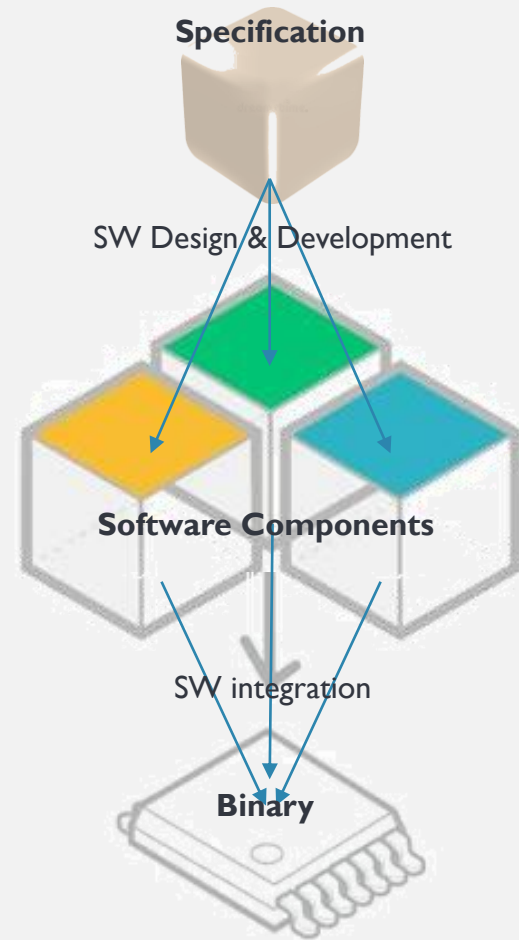 Specification
SW Design & Development
Software Components
SW integration
Binary